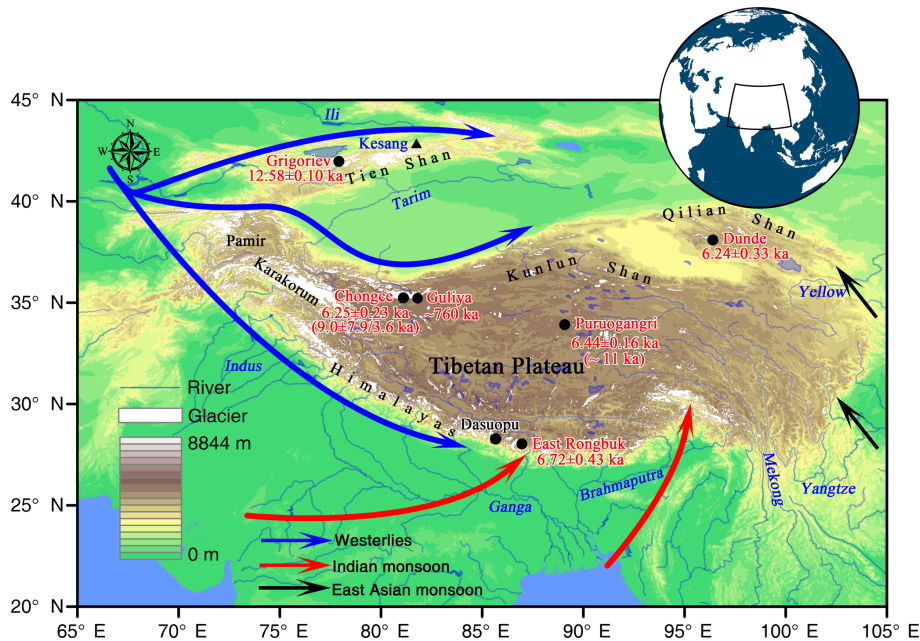 45° N
40° N
35° N
30° N
25° N
20° N
65° E
70° E
75° E
80° E
85° E
90° E
95° E
100° E
105° E
N
W
E
S
Ili
Kesang
Grigoriev
12.58±0.10 ka
Tien Shan
Tarim
Qilian Shan
Dunde
6.24±0.33 ka
Pamir
Karakorum
Kunlun Shan
Yellow
Chongce
6.25±0.23 ka
(9.0±7.9/3.6 ka)
Guliya
~760 ka
Puruogangri
6.44±0.16 ka
(~ 11 ka)
Tibetan Plateau
Indus
Himalayas
Dasuopu
East Rongbuk
6.72±0.43 ka
Brahmaputra
Ganga
Mekong
Yangtze
River
Glacier
8844 m
0 m
Westerlies
Indian monsoon
East Asian monsoon